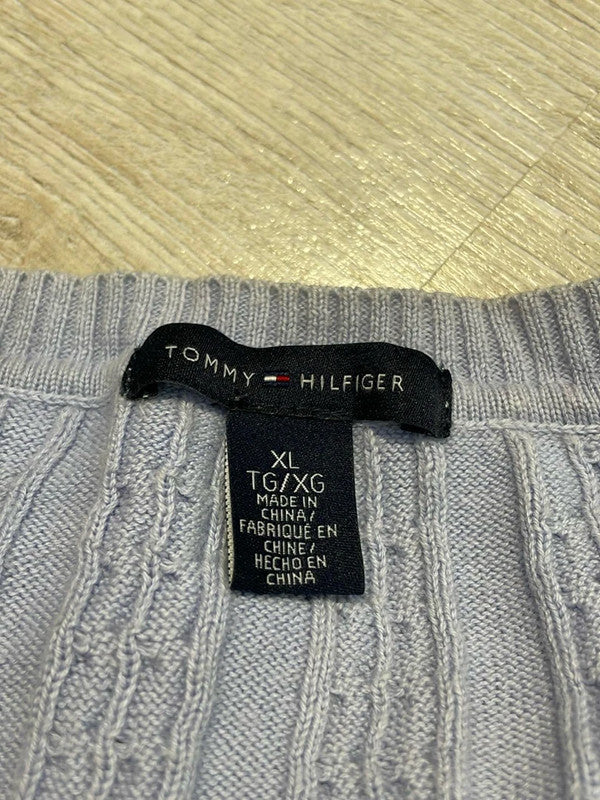 TOMMY HILFIGER
XL
TG/XG
MADE IN
CHINA/
FABRIQUÉ EN
CHINE/
HECHO EN
CHINA